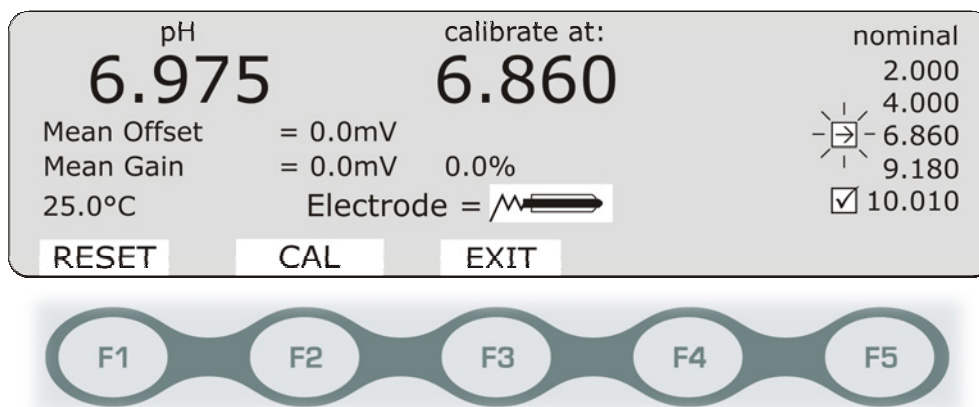 pH calibrate at: nominal
6.975 6.860 2.000
4.000
Mean Offset = 0.0mV 6.860
Mean Gain = 0.0mV 0.0% 9.180
25.0°C Electrode = 10.010
RESET CAL EXIT
F1 F2 F3 F4 F5